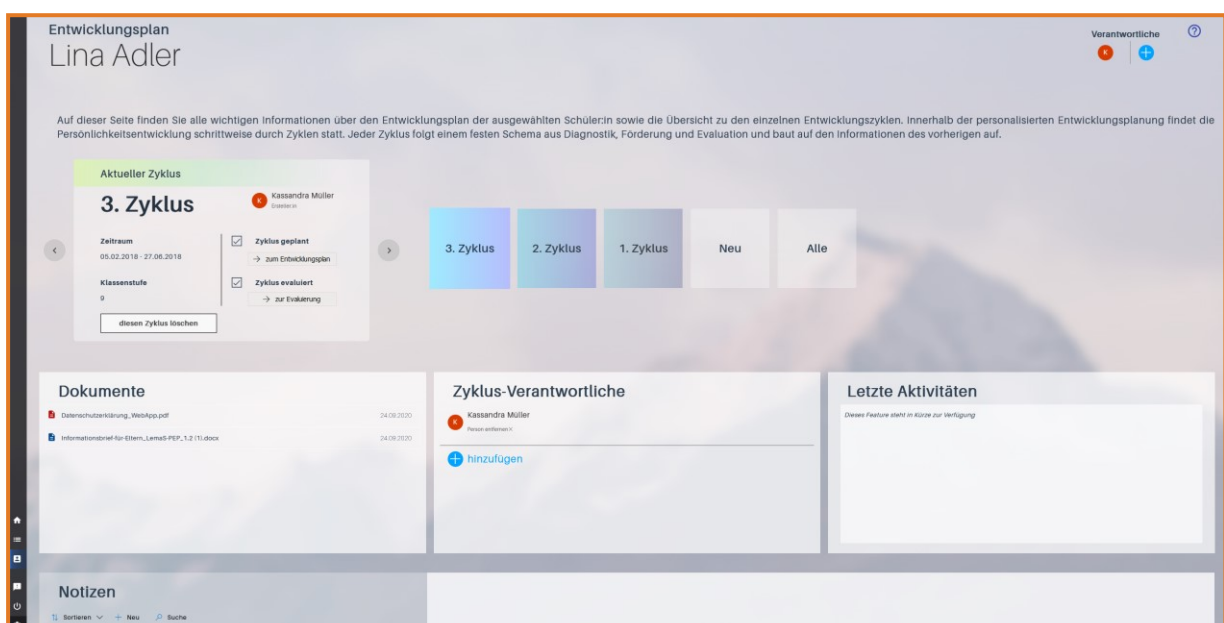 Entwicklungsplan
Lina Adler
Verantwortliche
K
Auf dieser Seite finden Sie alle wichtigen Informationen über den Entwicklungsplan der ausgewählten Schüler:in sowie die Übersicht zu den einzelnen Entwicklungszyklen. Innerhalb der personalisierten Entwicklungsplanung findet die
Persönlichkeitsentwicklung schrittweise durch Zyklen statt. Jeder Zyklus folgt einem festen Schema aus Diagnostik, Förderung und Evaluation und baut auf den Informationen des vorherigen auf.
Aktueller Zyklus
3. Zyklus
K
Kassandra Müller
Ersteller:in
Zeitraum
05.02.2018 - 27.06.2018
Klassenstufe
9
Zyklus geplant
→ zum Entwicklungsplan
Zyklus evaluiert
→ zur Evaluierung
diesen Zyklus löschen
3. Zyklus
2. Zyklus
1. Zyklus
Neu
Alle
Dokumente
Datenschutzerklärung_WebApp.pdf 24.09.2020
Informationsbrief-für-Eltern_LemaS-PEP_1.2 (1).docx 24.09.2020
Zyklus-Verantwortliche
K
Kassandra Müller
Person entfernen
hinzufügen
Letzte Aktivitäten
Dieses Feature steht in Kürze zur Verfügung
Notizen
Sortieren
+ Neu
Suche